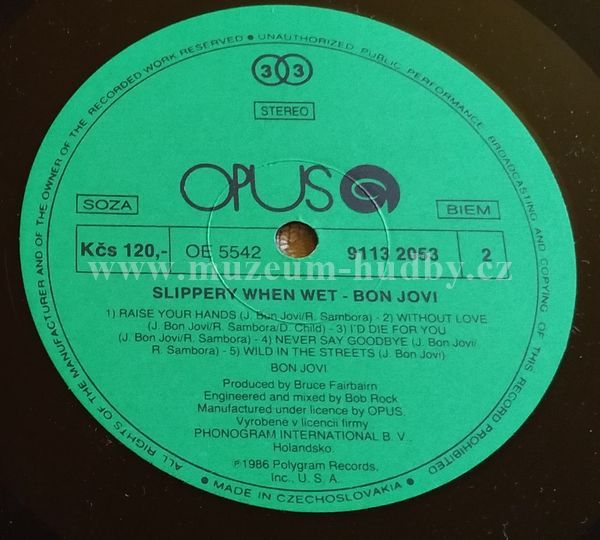 ALL RIGHTS OF THE MANUFACTURER AND OF THE OWNER OF THE RECORDED WORK RESERVED • UNAUTHORIZED PUBLIC PERFORMANCE BROADCASTING AND COPYING OF THIS RECORD PROHIBITED
33
STEREO
OPUS
SOZA
BIEM
Kčs 120,- OE 5542 9113 2053 2
www.muzeum-hudby.cz
SLIPPERY WHEN WET - BON JOVI
1) RAISE YOUR HANDS (J. Bon Jovi/R. Sambora) - 2) WITHOUT LOVE
(J. Bon Jovi/R. Sambora/D. Child) - 3) I'D DIE FOR YOU
(J. Bon Jovi/R. Sambora) - 4) NEVER SAY GOODBYE (J. Bon Jovi/
R. Sambora) - 5) WILD IN THE STREETS (J. Bon Jovi)
BON JOVI
Produced by Bruce Fairbairn
Engineered and mixed by Bob Rock
Manufactured under licence by OPUS.
Vyrobené v licencii firmy
PHONOGRAM INTERNATIONAL B. V.
Holandsko.
℗ 1986 Polygram Records,
Inc., U. S. A.
• MADE IN CZECHOSLOVAKIA •